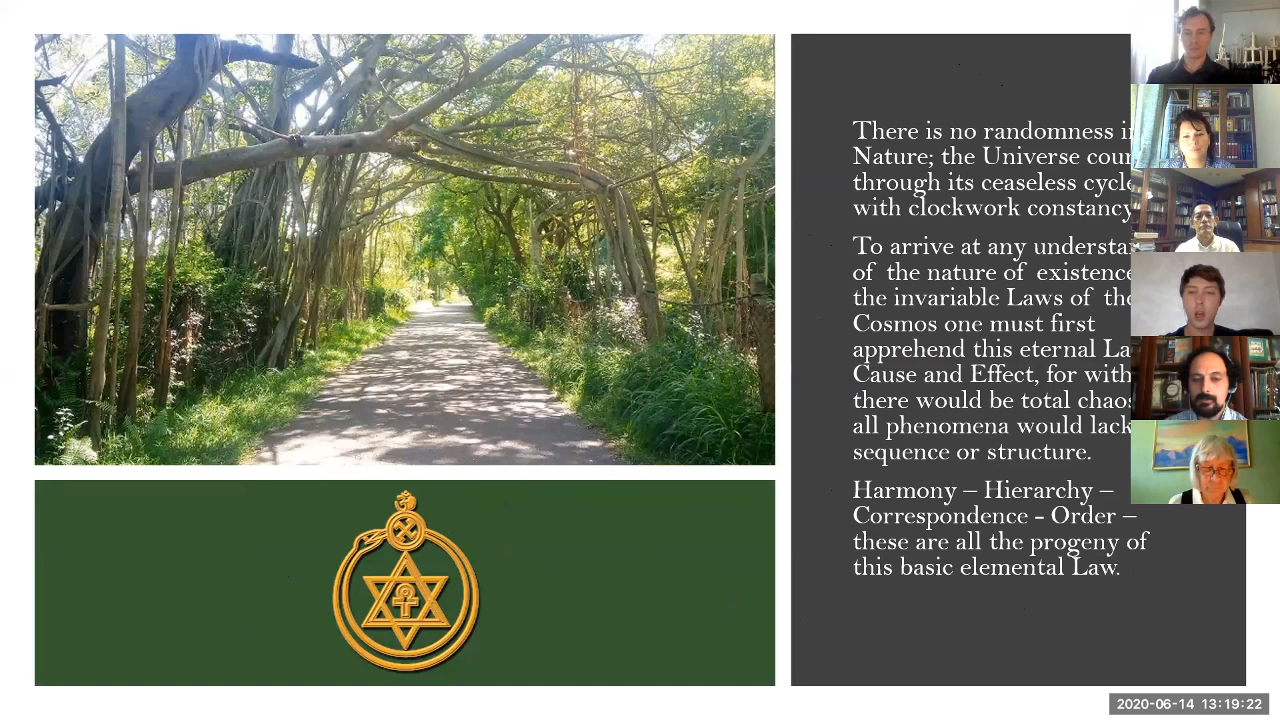 There is no randomness
Nature; the Universe
through its ceaseless
with clockwork constancy
To arrive at any
of the nature of existence
the invariable Laws of
Cosmos one must first
apprehend this eternal
Cause and Effect, for
there would be total
all phenomena would lack
sequence or structure.
Harmony – Hierarchy –
Correspondence - Order –
these are all the progeny of
this basic elemental Law.
2020-06-14 13:19:22